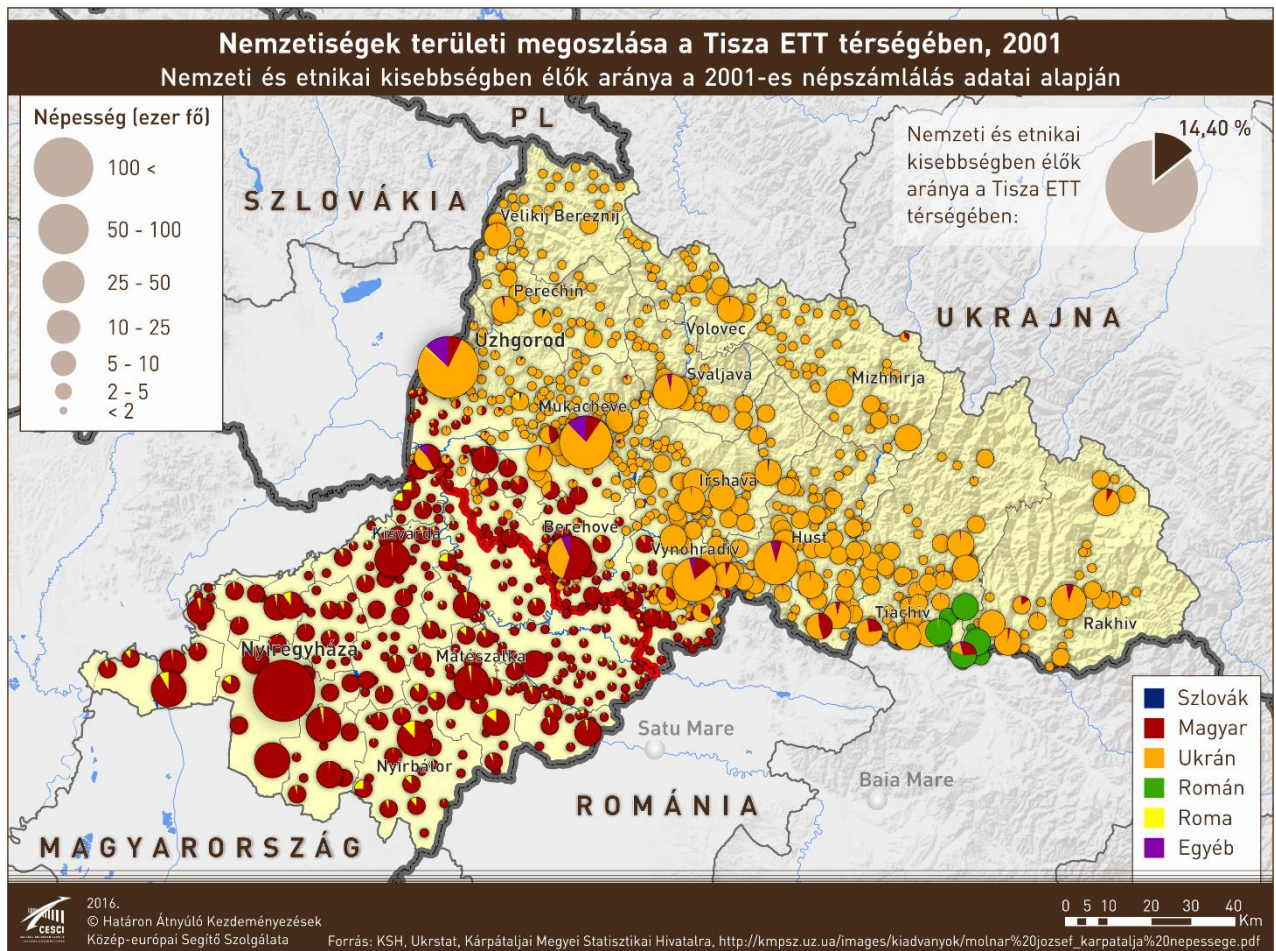 Nemzetiségek területi megoszlása a Tisza ETT térségében, 2001
Nemzeti és etnikai kisebbségben élők aránya a 2001-es népszámlálás adatai alapján
Népesség (ezer fő)
100 <
50 - 100
25 - 50
10 - 25
5 - 10
2 - 5
< 2
Nemzeti és etnikai
kisebbségben élők
aránya a Tisza ETT
térségében:
14,40 %
PL
SZLOVÁKIA
UKRAJNA
Velikij Bereznij
Perechin
Volovec
Uzhgorod
Svaljava
Mizhhirja
Mukacheve
Irshava
Berehove
Kisvárda
Vynohradiv
Hust
Tiachiv
Rakhiv
Nyíregyháza
Mátészalka
Satu Mare
Nyírbátor
Baia Mare
ROMÁNIA
MAGYARORSZÁG
Szlovák
Magyar
Ukrán
Román
Roma
Egyéb
CESCI
2016.
© Határon Átnyúló Kezdeményezések
Közép-európai Segítő Szolgálata
Forrás: KSH, Ukrstat, Kárpátaljai Megyei Statisztikai Hivatalra, http://kmpsz.uz.ua/images/kiadvanyok/molnar%20jozsef_karpatalja%20nepessege.pdf
0 5 10 20 30 40
Km